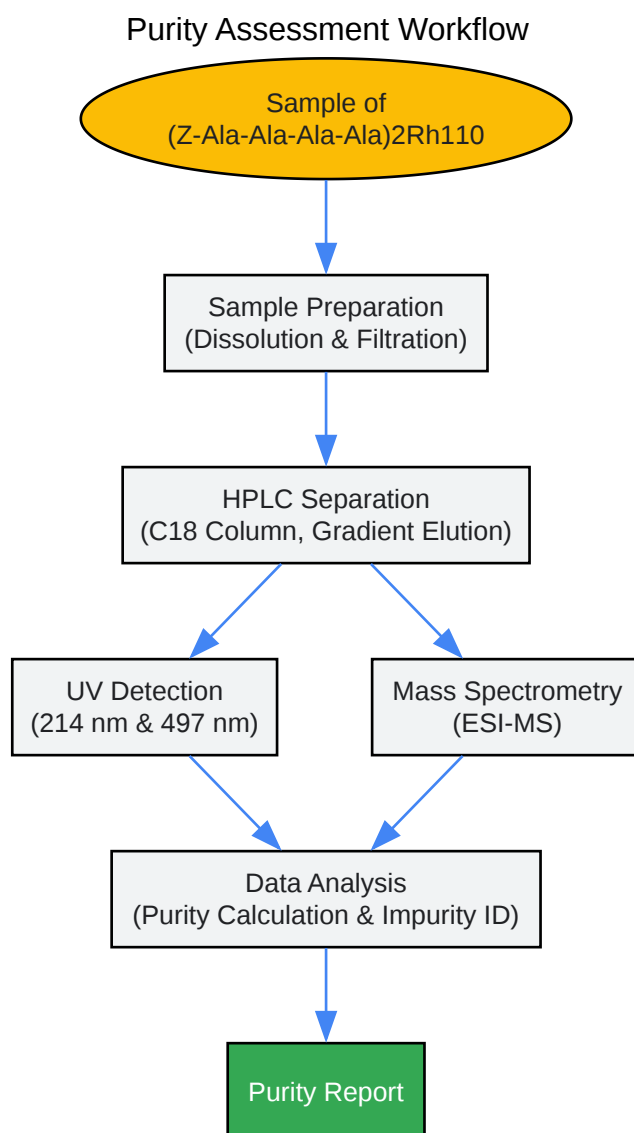 Purity Assessment Workflow
Sample of
(Z-Ala-Ala-Ala-Ala)2Rh110
Sample Preparation
(Dissolution & Filtration)
HPLC Separation
(C18 Column, Gradient Elution)
UV Detection
(214 nm & 497 nm)
Mass Spectrometry
(ESI-MS)
Data Analysis
(Purity Calculation & Impurity ID)
Purity Report